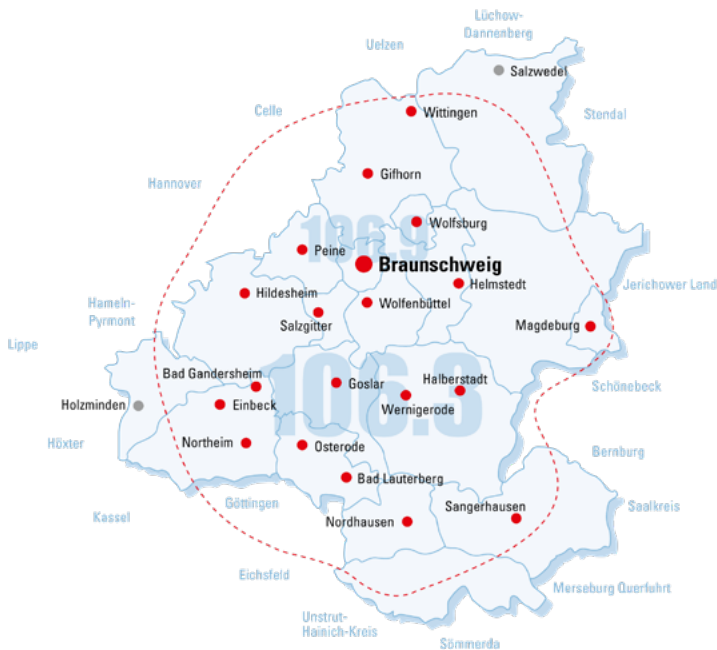 Lüchow-
Dannenberg
Uelzen
Salzwedel
Celle
Wittingen
Stendal
Gifhorn
Hannover
106.9
Wolfsburg
Peine
Braunschweig
Helmstedt
Jerichower Land
Hildesheim
Wolfenbüttel
Hameln-
Pyrmont
Salzgitter
Magdeburg
Lippe
106.3
Bad Gandersheim
Goslar
Halberstadt
Schönebeck
Holzminden
Einbeck
Wernigerode
Höxter
Northeim
Osterode
Bernburg
Bad Lauterberg
Göttingen
Sangerhausen
Saalkreis
Kassel
Nordhausen
Eichsfeld
Merseburg Querfuhrt
Unstrut-
Hainich-Kreis
Sömmerda